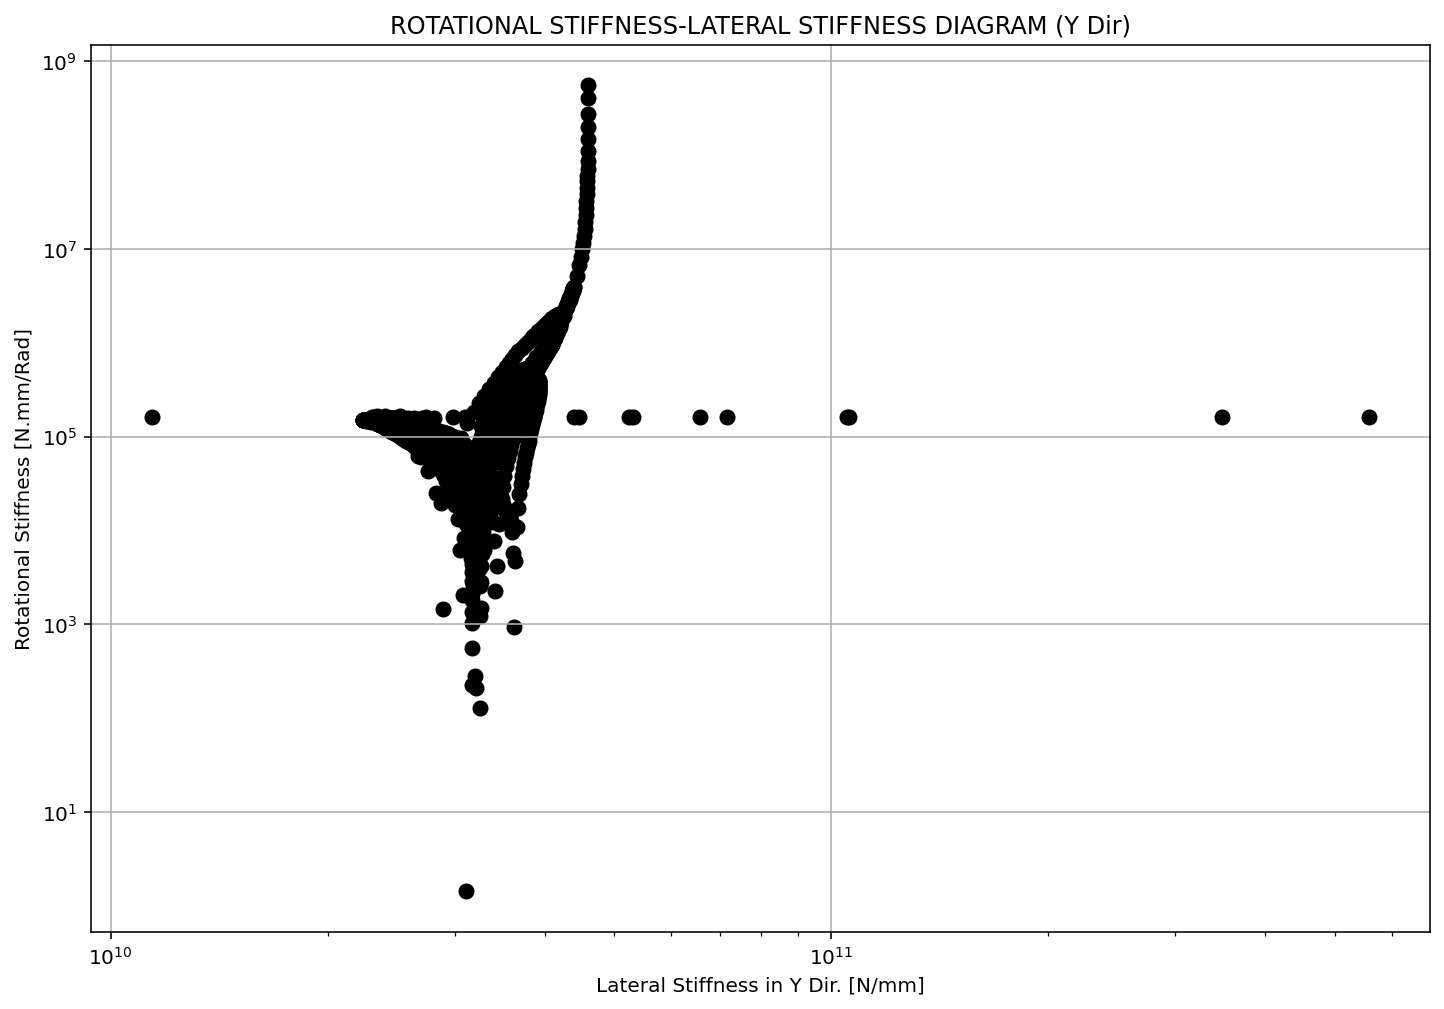 ROTATIONAL STIFFNESS-LATERAL STIFFNESS DIAGRAM (Y Dir)
Rotational Stiffness [N.mm/Rad]
10⁹
10⁷
10⁵
10³
10¹
10¹⁰ 10¹¹
Lateral Stiffness in Y Dir. [N/mm]